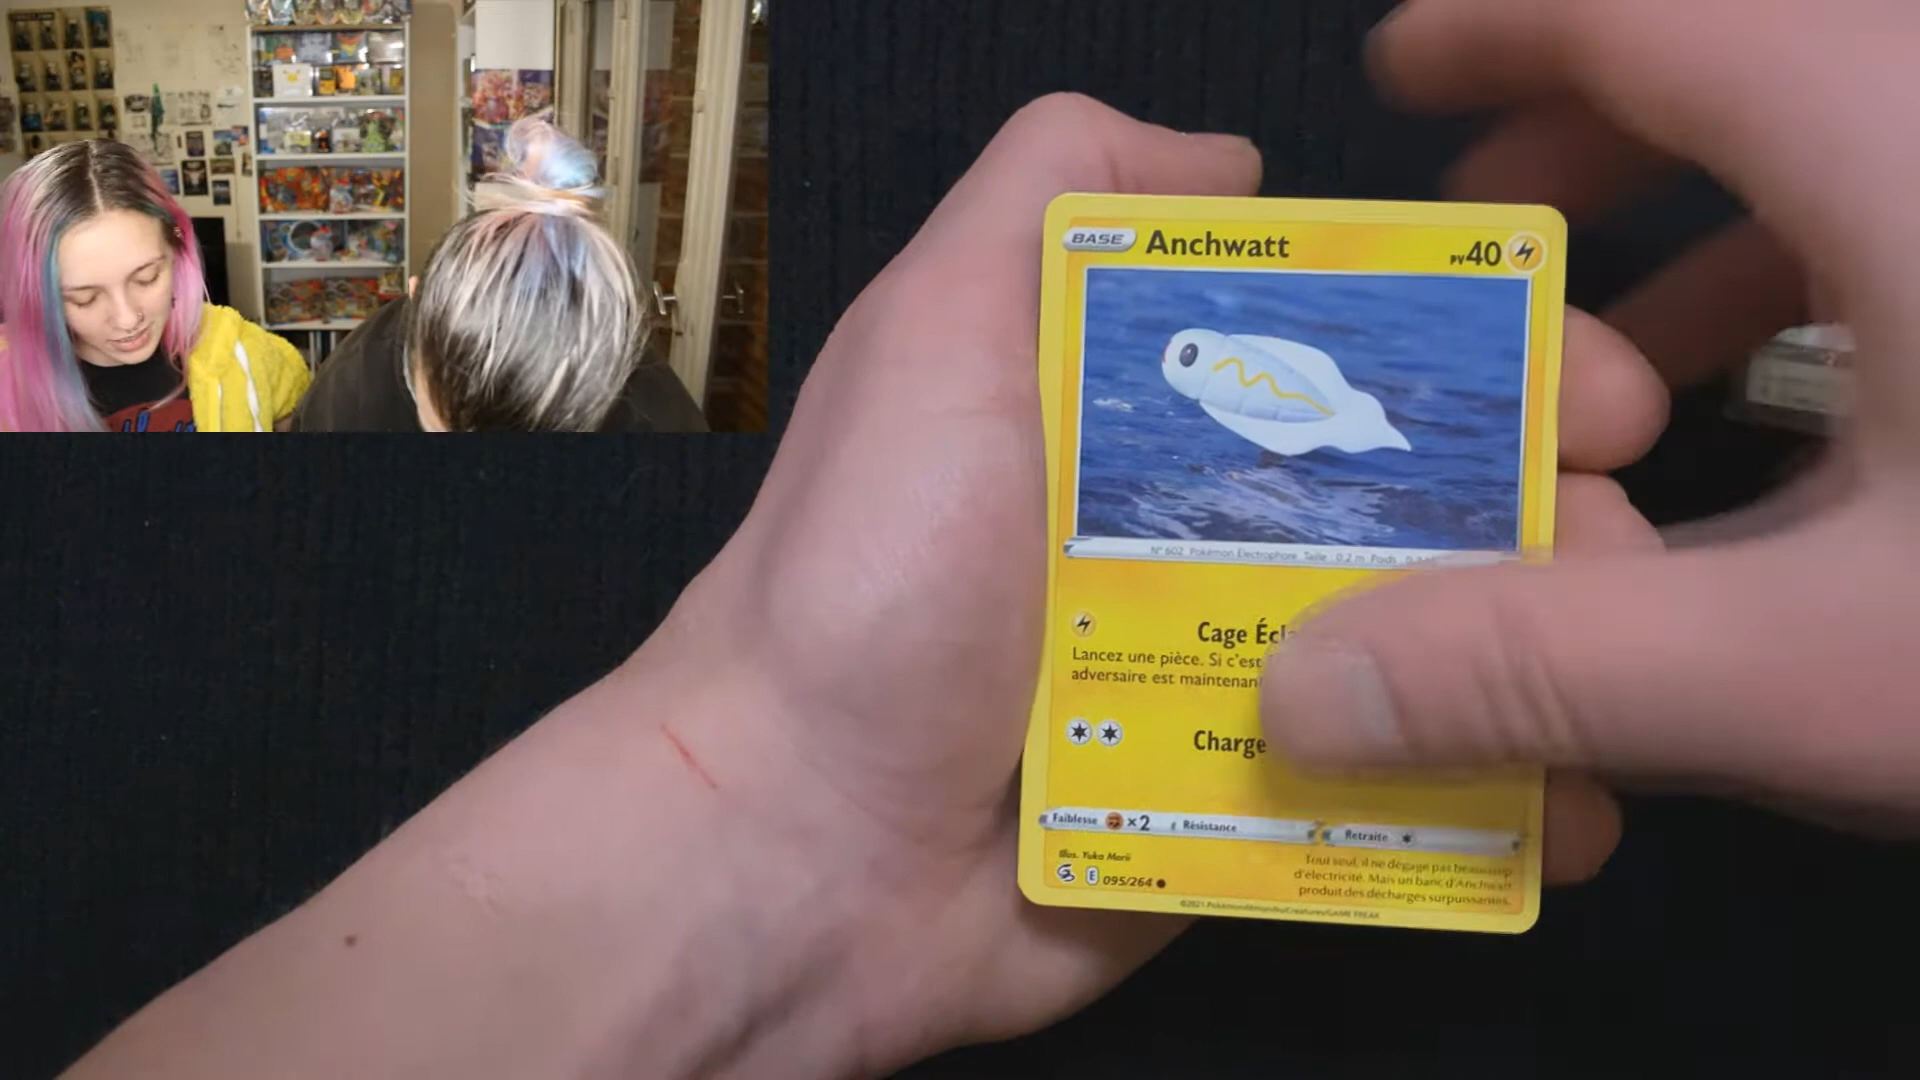 BASE Anchwatt PV40
N° 602 Pokémon Électrophore Taille : 0,2 m Poids
Cage
Lancez une pièce. Si c'est
adversaire est
Charge
Faiblesse ×2 Résistance Retraite
Illus. Yuka Morii
E 095/264
Tout seul, il ne dégage pas beaucoup
d'électricité. Mais un banc d'Anchwatt
produit des décharges surpuissantes.
©2021 Pokémon/Nintendo/Creatures/GAME FREAK